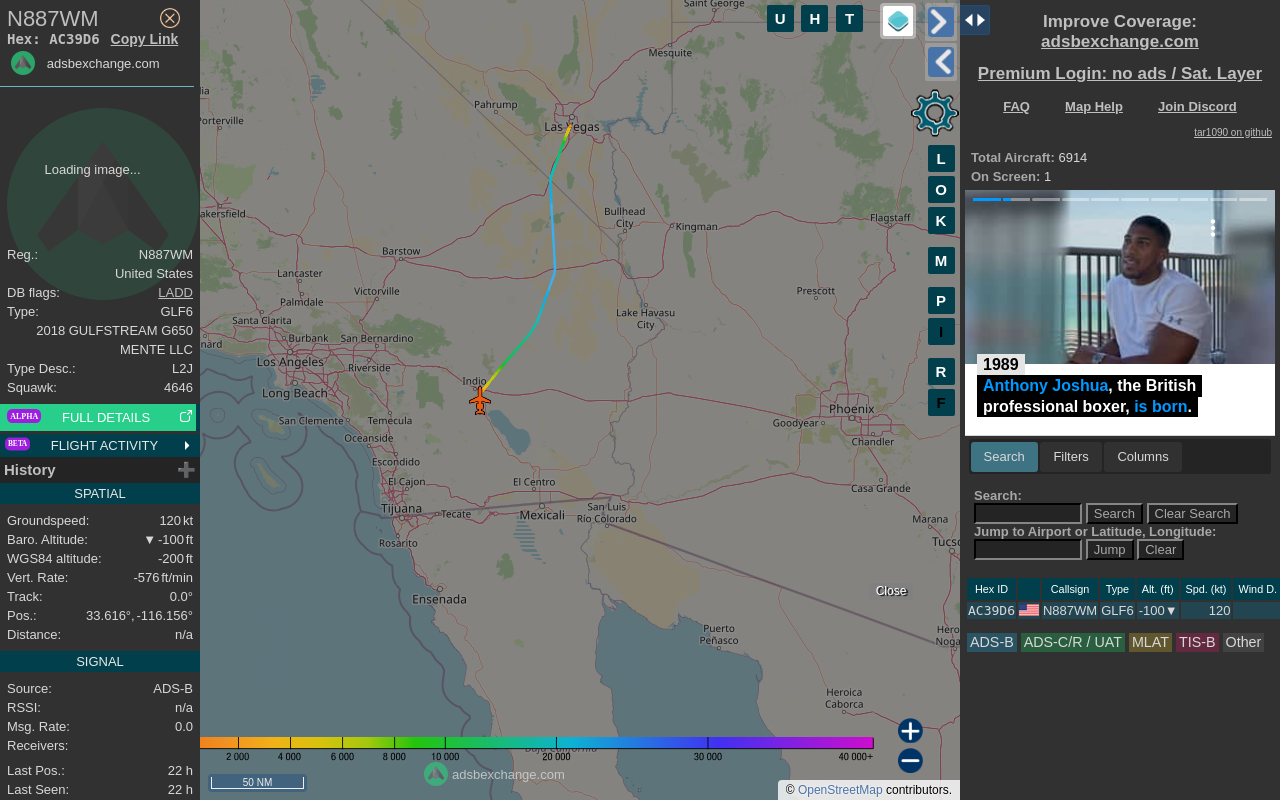 N887WM
Hex: AC39D6 Copy Link
adsbexchange.com
Loading image...
Reg.: N887WM
United States
DB flags: LADD
Type: GLF6
2018 GULFSTREAM G650
MENTE LLC
Type Desc.: L2J
Squawk: 4646
ALPHA FULL DETAILS
BETA FLIGHT ACTIVITY
History
SPATIAL
Groundspeed: 120 kt
Baro. Altitude: ▼ -100 ft
WGS84 altitude: -200 ft
Vert. Rate: -576 ft/min
Track: 0.0°
Pos.: 33.616°, -116.156°
Distance: n/a
SIGNAL
Source: ADS-B
RSSI: n/a
Msg. Rate: 0.0
Receivers:
Last Pos.: 22 h
Last Seen: 22 h
Saint George
Mesquite
Pahrump
Las Vegas
Porterville
akersfield
Bullhead
City
Kingman
Flagstaff
Barstow
Lancaster
Victorville
Palmdale
Prescott
Santa Clarita
Lake Havasu
City
nard
Burbank
San Bernardino
Los Angeles
Riverside
Indio
Long Beach
Phoenix
San Clemente
Temecula
Goodyear
Oceanside
Chandler
Escondido
El Cajon
El Centro
Casa Grande
Tijuana
Tecate
Mexicali
San Luis
Río Colorado
Marana
Rosarito
Tucso
Ensenada
Close
Puerto
Peñasco
Hero
Noga
Heroica
Caborca
Baja California
2 000 4 000 6 000 8 000 10 000 20 000 30 000 40 000+
adsbexchange.com
50 NM
© OpenStreetMap contributors.
U H T
L
O
K
M
P
I
R
F
Improve Coverage:
adsbexchange.com
Premium Login: no ads / Sat. Layer
FAQ Map Help Join Discord
tar1090 on github
Total Aircraft: 6914
On Screen: 1
1989
Anthony Joshua, the British
professional boxer, is born.
Search Filters Columns
Search:
Search Clear Search
Jump to Airport or Latitude, Longitude:
Jump Clear
Hex ID Callsign Type Alt. (ft) Spd. (kt) Wind D.
AC39D6 N887WM GLF6 -100▼ 120
ADS-B ADS-C/R / UAT MLAT TIS-B Other